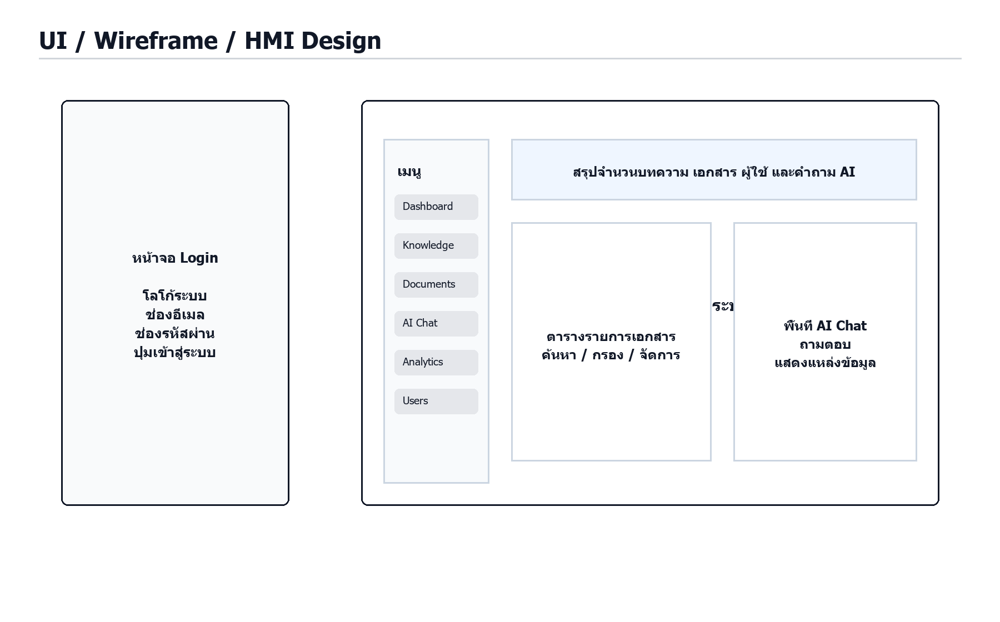 UI / Wireframe / HMI Design
หน้าจอ Login
โลโก้ระบบ
ช่องอีเมล
ช่องรหัสผ่าน
ปุ่มเข้าสู่ระบบ
เมนู
Dashboard
Knowledge
Documents
AI Chat
Analytics
Users
สรุปจำนวนบทความ เอกสาร ผู้ใช้ และคำถาม AI
ตารางรายการเอกสาร
ค้นหา / กรอง / จัดการ
พื้นที่ AI Chat
ถามตอบ
แสดงแหล่งข้อมูล